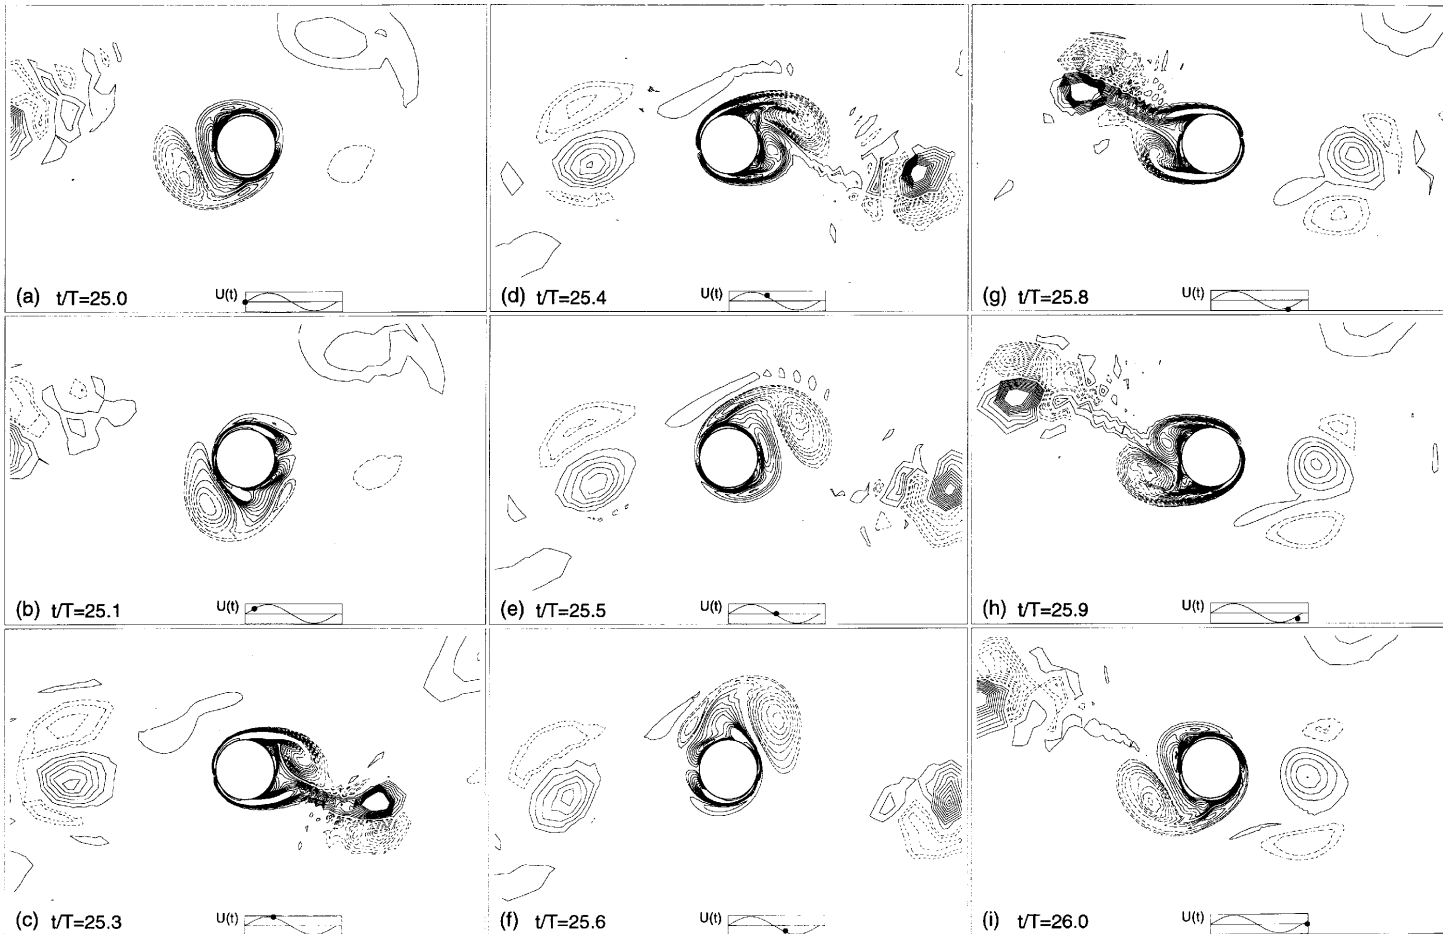 (a) t/T=25.0 U(t)
(b) t/T=25.1 U(t)
(c) t/T=25.3 U(t)
(d) t/T=25.4 U(t)
(e) t/T=25.5 U(t)
(f) t/T=25.6 U(t)
(g) t/T=25.8 U(t)
(h) t/T=25.9 U(t)
(i) t/T=26.0 U(t)